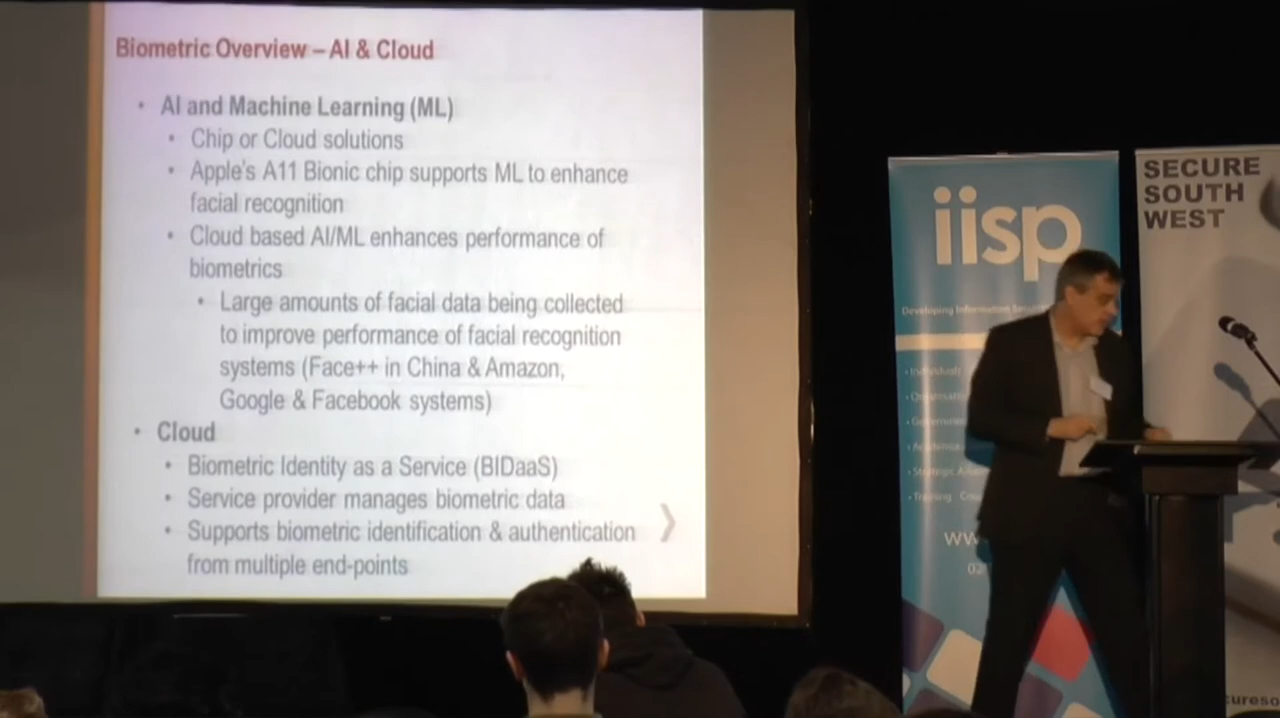 Biometric Overview – AI & Cloud
• AI and Machine Learning (ML)
• Chip or Cloud solutions
• Apple's A11 Bionic chip supports ML to enhance
facial recognition
• Cloud based AI/ML enhances performance of
biometrics
• Large amounts of facial data being collected
to improve performance of facial recognition
systems (Face++ in China & Amazon,
Google & Facebook systems)
• Cloud
• Biometric Identity as a Service (BIDaaS)
• Service provider manages biometric data
• Supports biometric identification & authentication
from multiple end-points
iisp
Developing Information
SECURE
SOUTH
WEST